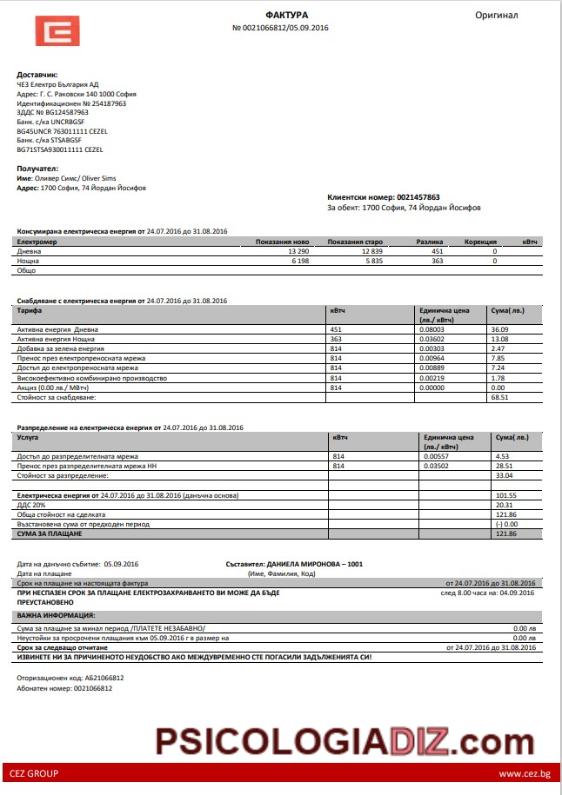 ФАКТУРА
Оригинал
№ 0021066812/05.09.2016
Доставчик:
ЧЕЗ Електро България АД
Адрес: Г. С. Раковски 140 1000 София
Идентификационен № 254187963
ЗДДС № BG124587963
Банк. с/ка UNCRBGSF
BG45UNCR 763011111 CEZEL
Банк. с/ка STSABGSF
BG71STSA930011111 CEZEL
Получател:
Име: Оливер Симс/ Oliver Sims
Адрес: 1700 София, 74 Йордан Йосифов
Клиентски номер: 0021457863
За обект: 1700 София, 74 Йордан Йосифов
Консумирана електрическа енергия от 24.07.2016 до 31.08.2016
Електромер Показания ново Показания старо Разлика Корекция кВтч
Дневна 13 290 12 839 451 0
Нощна 6 198 5 835 363 0
Общо
Снабдяване с електрическа енергия от 24.07.2016 до 31.08.2016
Тарифа кВтч Единична цена (лв./ кВтч) Сума( лв.)
Активна енергия Дневна 451 0.08003 36.09
Активна енергия Нощна 363 0.03602 13.08
Добавка за зелена енергия 814 0.00303 2.47
Пренос през електропреносната мрежа 814 0.00964 7.85
Достъп до електропреносната мрежа 814 0.00889 7.24
Високоефективно комбинирано производство 814 0.00219 1.78
Акциз (0.00 лв./ МВтч) 814 0.00000 0.00
Стойност за снабдяване: 68.51
Разпределение на електрическа енергия от 24.07.2016 до 31.08.2016
Услуга кВтч Единична цена (лв./ кВтч) Сума( лв.)
Достъп до разпределителната мрежа 814 0.00557 4.53
Пренос през разпределителната мрежа НН 814 0.03502 28.51
Стойност за разпределение: 33.04
Електрическа енергия от 24.07.2016 до 31.08.2016 (данъчна основа) 101.55
ДДС 20% 20.31
Обща стойност на сделката 121.86
Възстановена сума от предходен период (-) 0.00
СУМА ЗА ПЛАЩАНЕ 121.86
Дата на данъчно събитие: 05.09.2016 Съставител: ДАНИЕЛА МИРОНОВА – 1001
Дата на плащане (Име, Фамилия, Код)
Срок на плащане на настоящата фактура от 24.07.2016 до 31.08.2016
ПРИ НЕСПАЗЕН СРОК ЗА ПЛАЩАНЕ ЕЛЕКТРОЗАХРАНВАНЕТО ВИ МОЖЕ ДА БЪДЕ след 8.00 часа на: 04.09.2016
ПРЕУСТАНОВЕНО
ВАЖНА ИНФОРМАЦИЯ:
Сума за плащане за минал период /ПЛАТЕТЕ НЕЗАБАВНО/ 0.00 лв
Неустойки за просрочени плащания към 05.09.2016 г в размер на 0.00 лв
Срок за следващо отчитане от 24.07.2016 до 31.08.2016
ИЗВИНЕТЕ НИ ЗА ПРИЧИНЕНОТО НЕУДОБСТВО АКО МЕЖДУВРЕМЕННО СТЕ ПОГАСИЛИ ЗАДЪЛЖЕНИЯТА СИ!
Оторизационен код: АБ21066812
Абонатен номер: 0021066812
PSICOLOGIADIZ.com
CEZ GROUP www.cez.bg